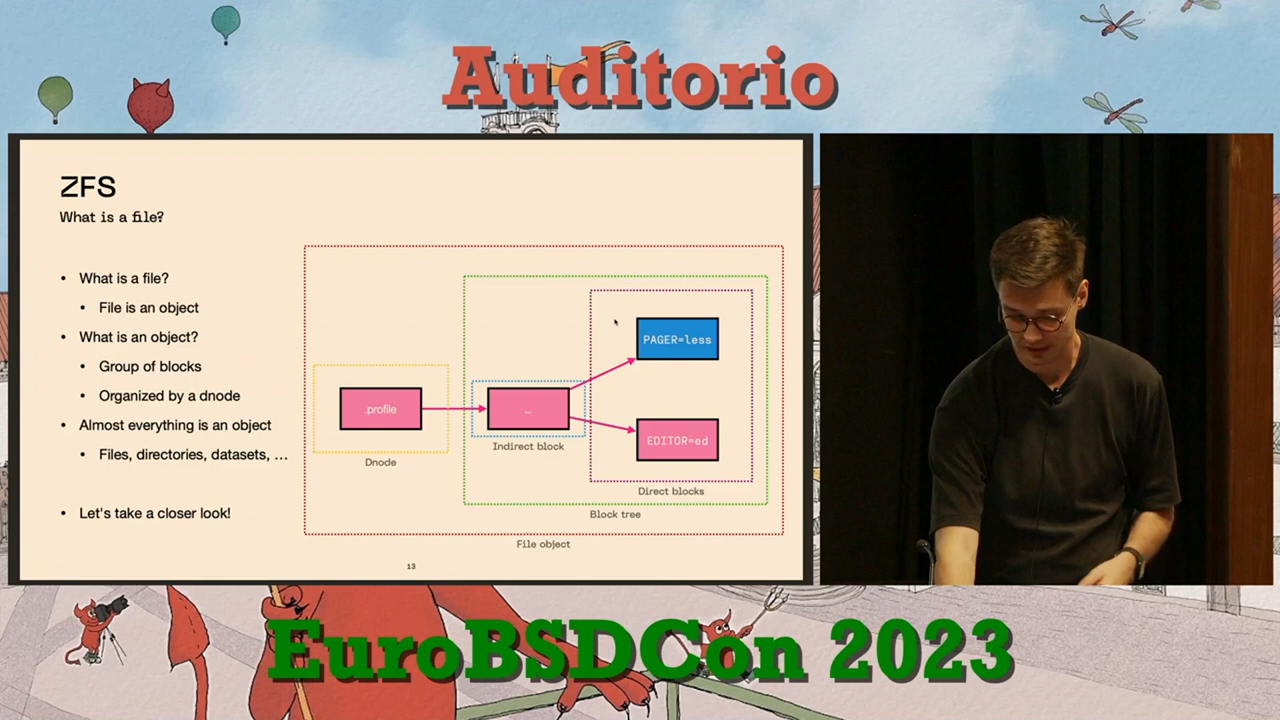 Auditorio
ZFS
What is a file?
• What is a file?
• File is an object
• What is an object?
• Group of blocks
• Organized by a dnode
• Almost everything is an object
• Files, directories, datasets, …
• Let's take a closer look!
.profile
Dnode
...
Indirect block
PAGER=less
EDITOR=ed
Direct blocks
Block tree
File object
13
EuroBSDCon 2023